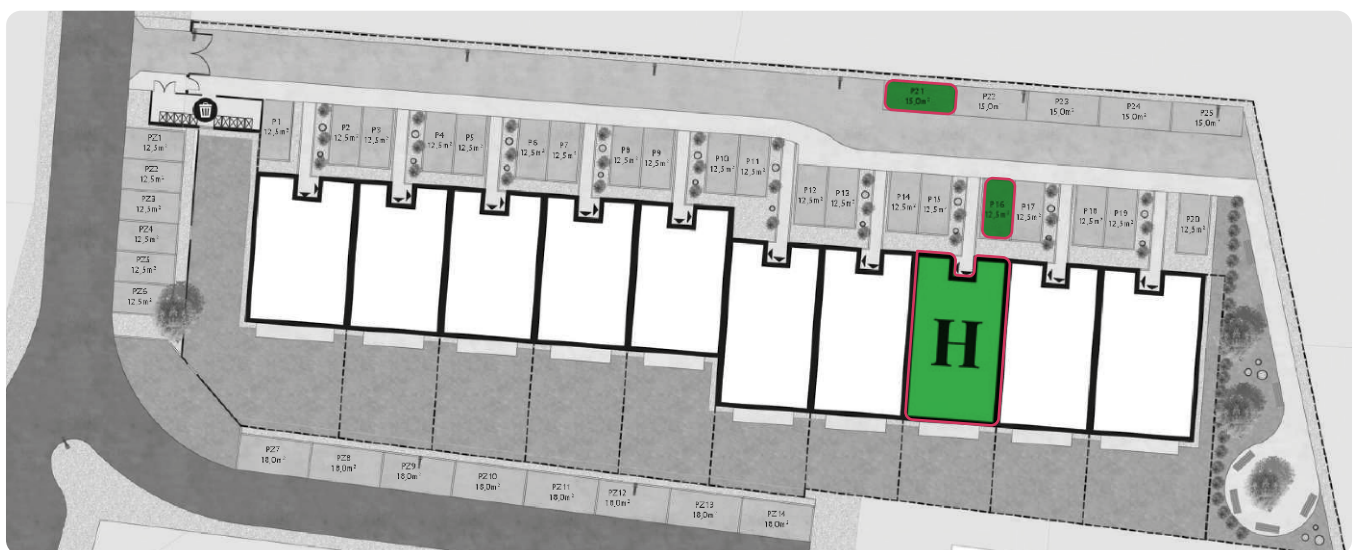 P21
15,0m²
P22
15,0m
P23
15,0m²
P24
15,0m²
P25
15,0m²
P1
12,5m²
P2
12,5m²
P3
12,5m²
P4
12,5m²
P5
12,5m²
P6
12,5m²
P7
12,5m²
P8
12,5m²
P9
12,5m²
P10
12,5m²
P11
12,5m²
P12
12,5m²
P13
12,5m²
P14
12,5m²
P15
12,5m²
P16
12,5m²
P17
12,5m²
P18
12,5m²
P19
12,5m²
P20
12,5m²
PZ1
12,5m²
PZ2
12,5m²
PZ3
12,5m²
PZ4
12,5m²
PZ5
12,5m²
PZ6
12,5m²
H
PZ7
18,0m²
PZ8
18,0m²
PZ9
18,0m²
PZ10
18,0m²
PZ11
18,0m²
PZ12
18,0m²
PZ13
18,0m²
PZ14
18,0m²